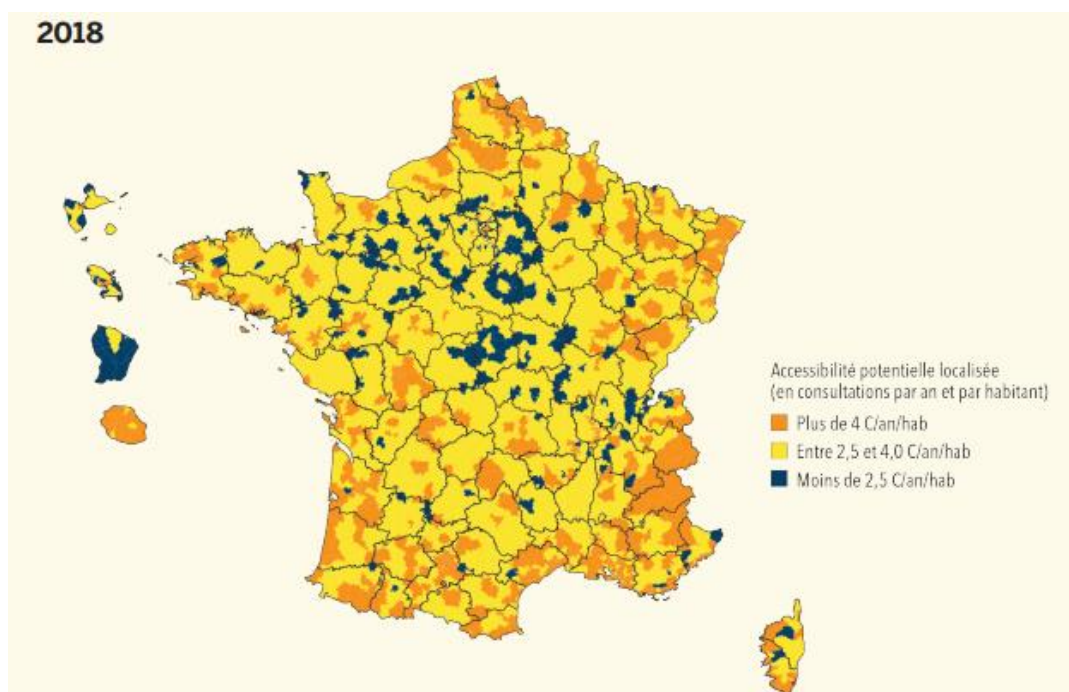 2018
Accessibilité potentielle localisée
(en consultations par an et par habitant)
Plus de 4 C/an/hab
Entre 2,5 et 4,0 C/an/hab
Moins de 2,5 C/an/hab